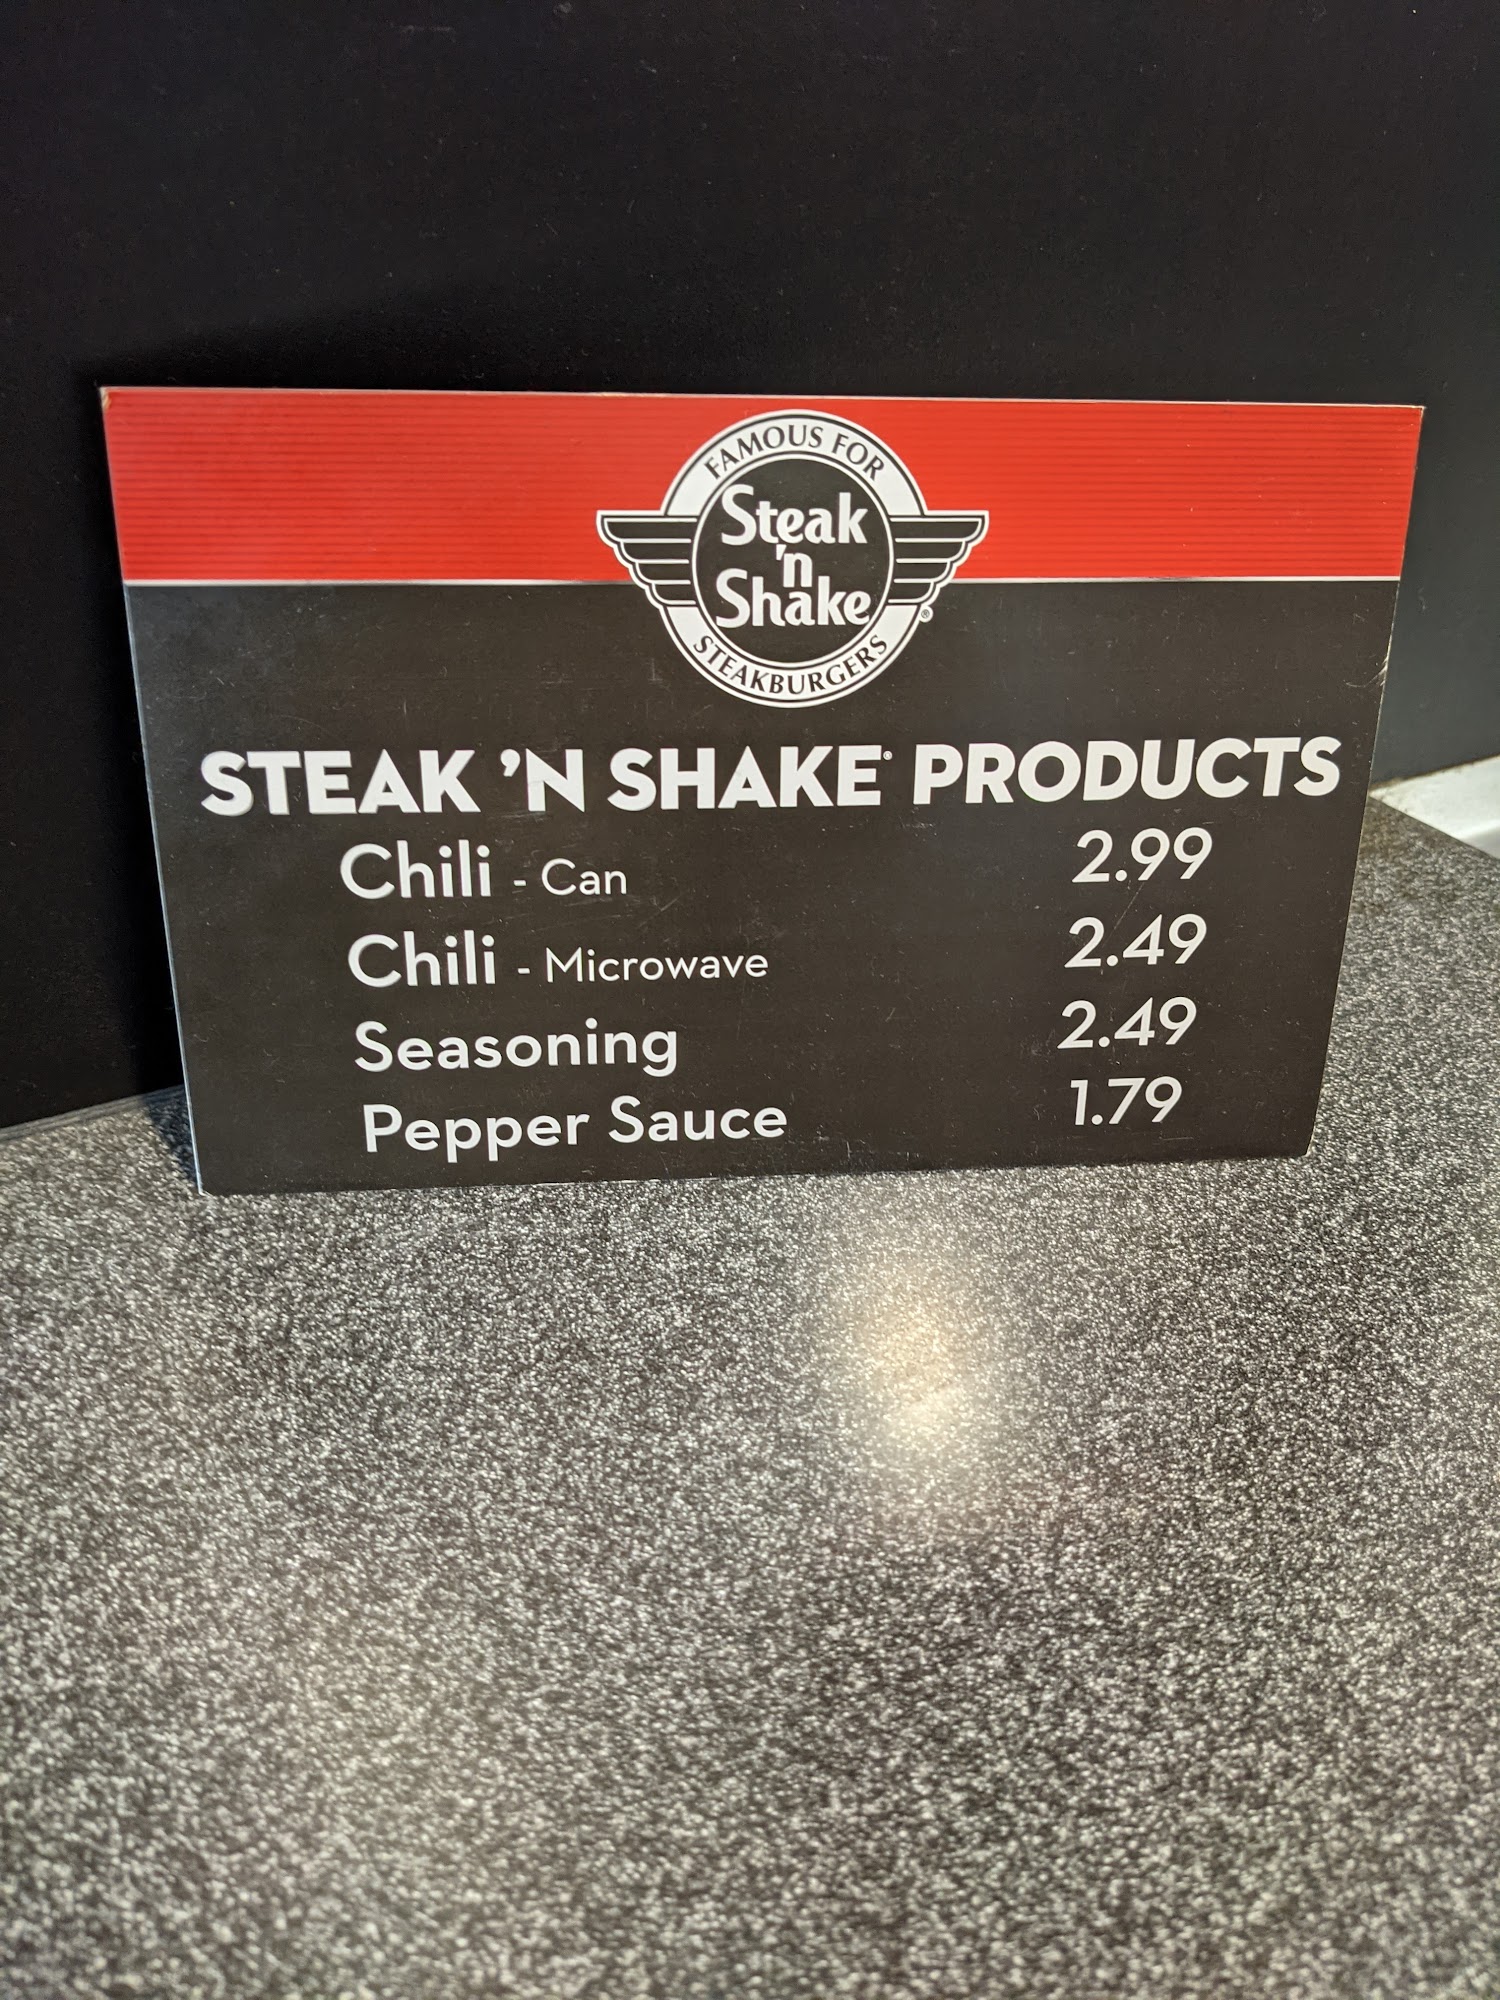 FAMOUS FOR
Steak
'n
Shake
®
STEAKBURGERS
STEAK 'N SHAKE® PRODUCTS
Chili - Can 2.99
Chili - Microwave 2.49
Seasoning 2.49
Pepper Sauce 1.79